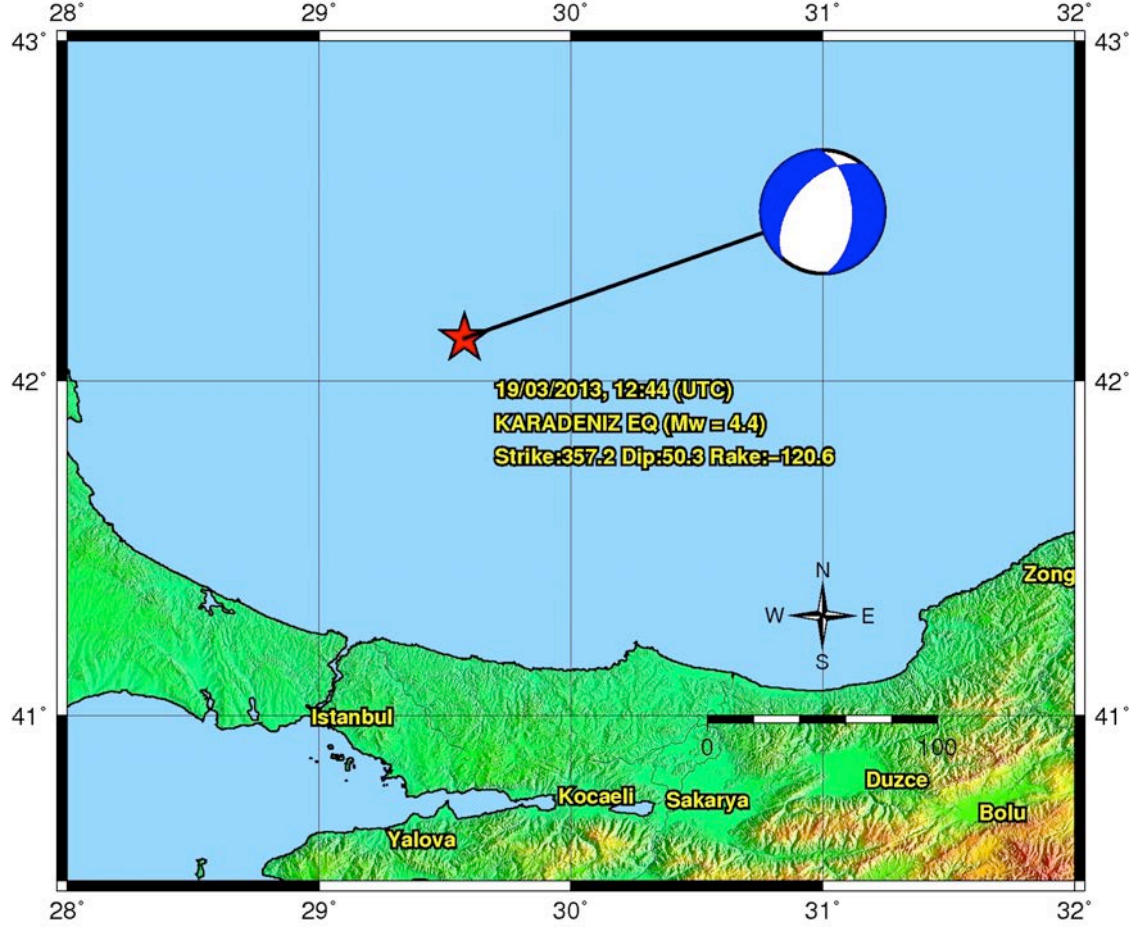 28˚ 29˚ 30˚ 31˚ 32˚
43˚ 43˚
19/03/2013, 12:44 (UTC)
42˚ 42˚
KARADENIZ EQ (Mw = 4.4)
Strike:357.2 Dip:50.3 Rake:−120.6
N
Zong
W E
S
41˚ Istanbul 41˚
0 100
Duzce
Kocaeli Sakarya
Bolu
Yalova
28˚ 29˚ 30˚ 31˚ 32˚